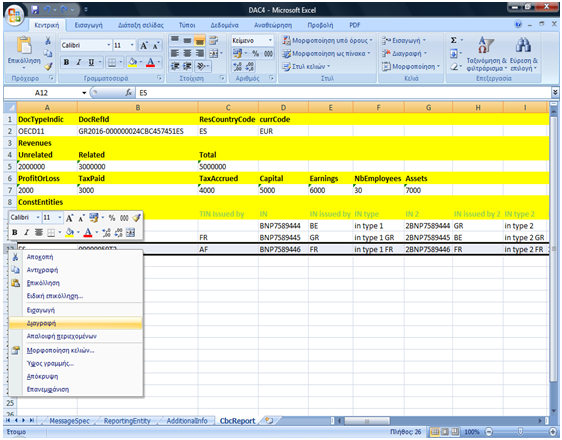 DAC4 - Microsoft Excel
Κεντρική Εισαγωγή Διάταξη σελίδας Τύποι Δεδομένα Αναθεώρηση Προβολή PDF
Επικόλληση
Calibri 11
Κείμενο
Μορφοποίηση υπό όρους
Μορφοποίηση ως πίνακα
Στυλ κελιών
Εισαγωγή
Διαγραφή
Μορφοποίηση
Ταξινόμηση & φιλτράρισμα
Εύρεση & επιλογή
Πρόχειρο Γραμματοσειρά Στοίχιση Αριθμός Στυλ Κελιά Επεξεργασία
A12 fx ES
A B C D E F G H I
1 DocTypeIndic DocRefId ResCountryCode currCode
2 OECD11 GR2016-000000024CBC457451ES ES EUR
3 Revenues
4 Unrelated Related Total
5 2000000 3000000 5000000
6 ProfitOrLoss TaxPaid TaxAccrued Capital Earnings NbEmployees Assets
7 2000 3000 4000 5000 6000 30 7000
8 ConstEntities
TIN issued by IN IN issued by IN type IN 2 IN issued by 2 IN type 2
BNP7589444 BE in type 1 2BNP7589444 GR in type 2
FR BNP7589445 GR in type 1 GR 2BNP7589445 BE in type 2 GR
AF BNP7589446 FR in type 1 FR 2BNP7589446 FR in type 2 FR
Calibri 11 % 000
Αποκοπή
Αντιγραφή
Επικόλληση
Ειδική επικόλληση...
Εισαγωγή
Διαγραφή
Απαλοιφή περιεχομένων
Μορφοποίηση κελιών...
Ύψος γραμμής...
Απόκρυψη
Επανεμφάνιση
25
26
MessageSpec ReportingEntity AdditionalInfo CbcReport
Έτοιμο Πλήθος: 26 100%